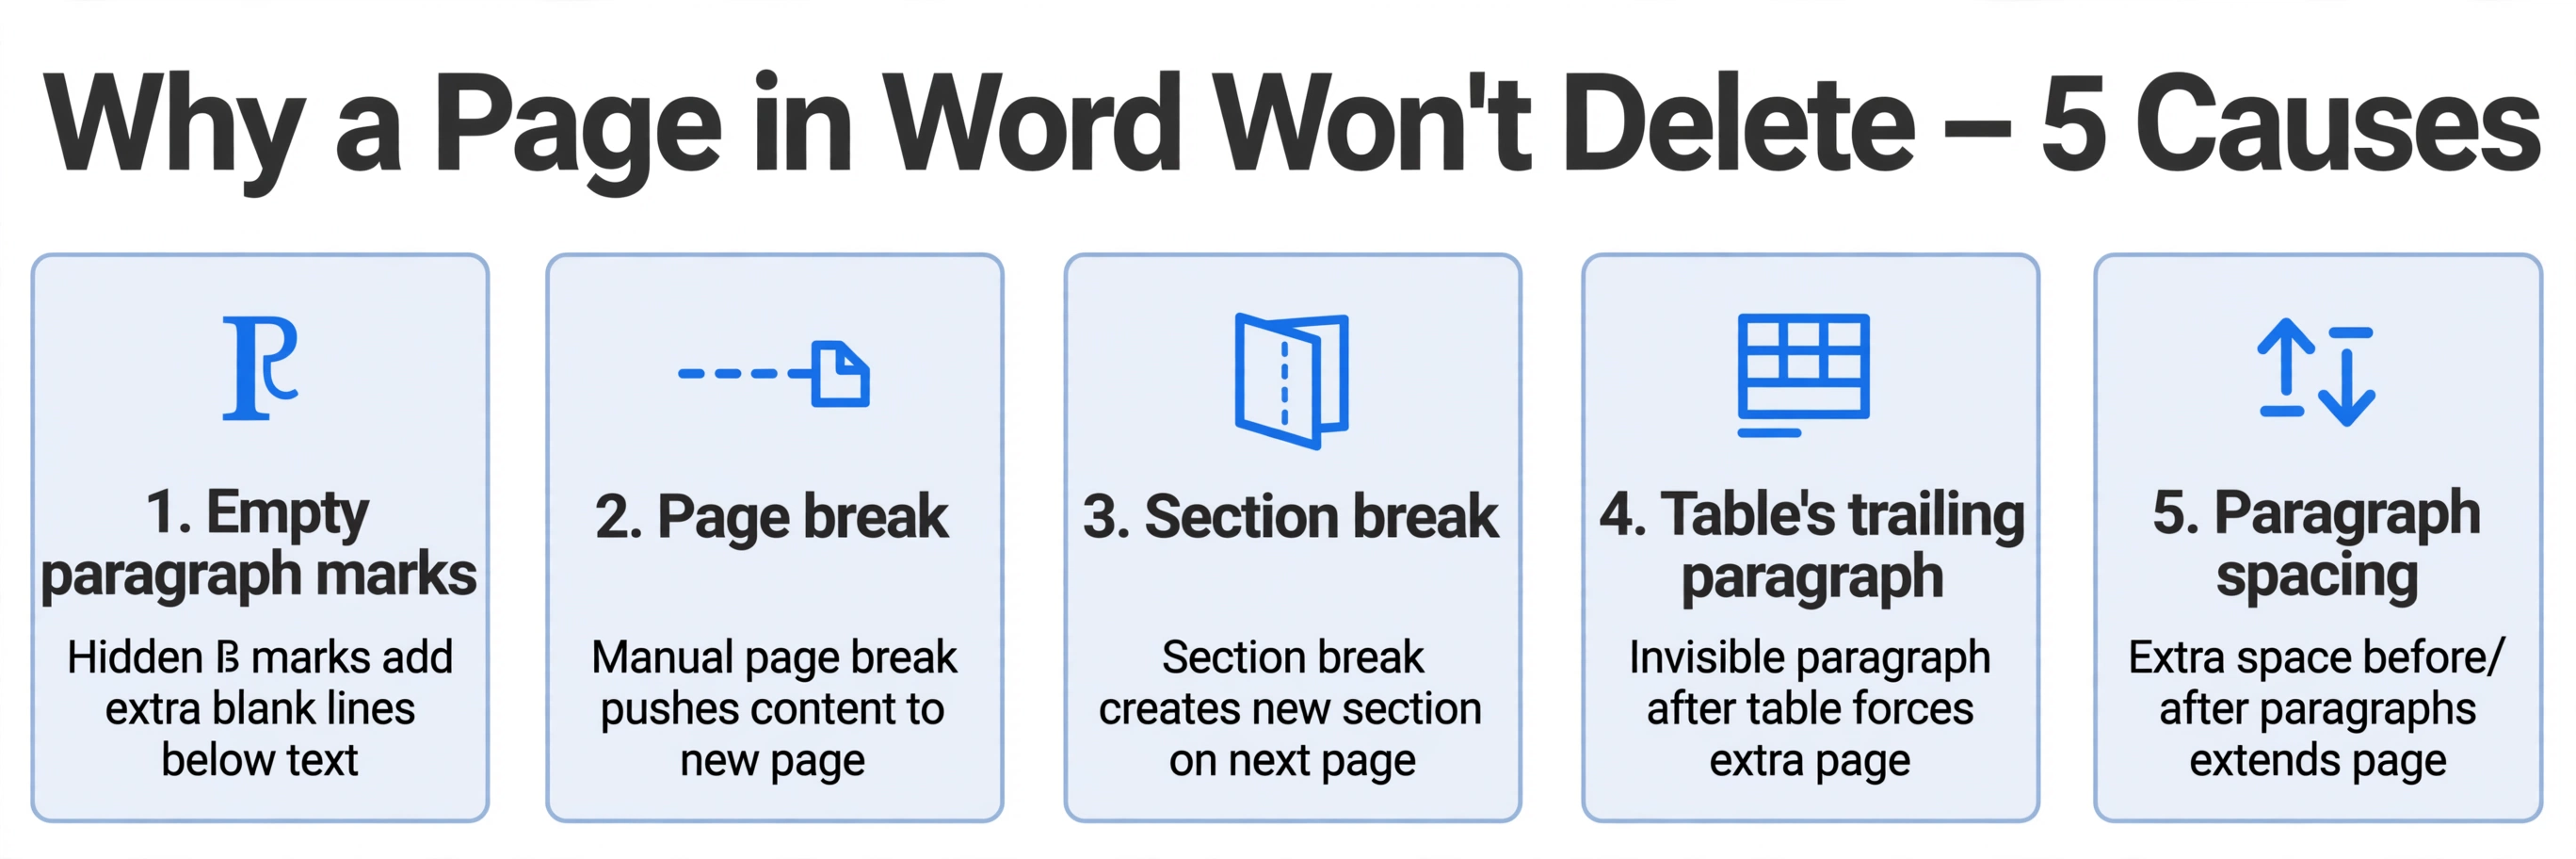 Why a Page in Word Won't Delete – 5 Causes
1. Empty
paragraph marks
Hidden ß marks add
extra blank lines
below text
2. Page break
Manual page break
pushes content to
new page
3. Section break
Section break
creates new section
on next page
4. Table's trailing
paragraph
Invisible paragraph
after table forces
extra page
5. Paragraph
spacing
Extra space before/
after paragraphs
extends page